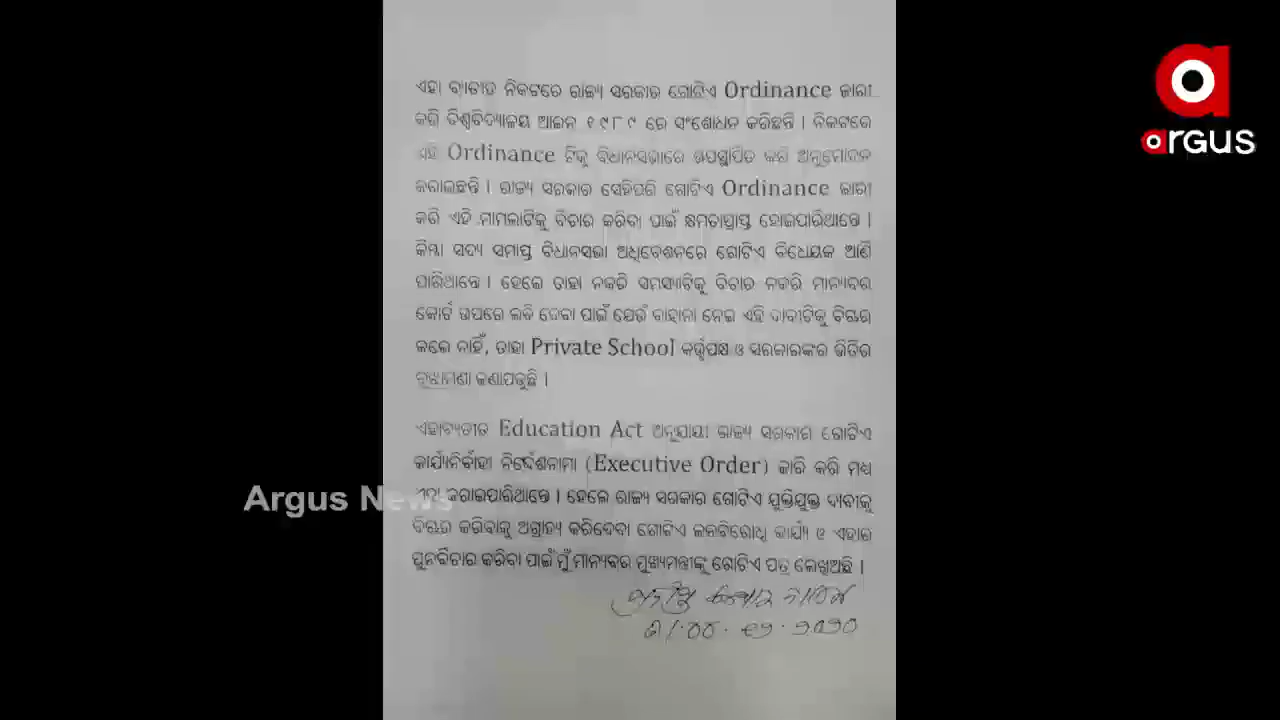 ଏହା ବ୍ୟତୀତ ନିକଟରେ ରାଜ୍ୟ ସରକାର ଗୋଟିଏ Ordinance ଜାରୀ
କରି ବିଶ୍ୱବିଦ୍ୟାଳୟ ଆଇନ ୧୯୮୯ ରେ ସଂଶୋଧନ କରିଛନ୍ତି । ନିକଟରେ
ଏହି Ordinance ଟିକୁ ବିଧାନସଭାରେ ଉପସ୍ଥାପିତ କରି ଅନୁମୋଦନ
କରାଇଛନ୍ତି । ରାଜ୍ୟ ସରକାର ସେହିପରି ଗୋଟିଏ Ordinance ଜାରୀ
କରି ଏହି ମାମଲାଟିକୁ ବିଚାର କରିବା ପାଇଁ କ୍ଷମତାପ୍ରାପ୍ତ ହୋଇପାରିଥାନ୍ତେ ।
କିମ୍ବା ସଦ୍ୟ ସମାପ୍ତ ବିଧାନସଭା ଅଧିବେଶନରେ ଗୋଟିଏ ବିଧେୟକ ଆଣି
ପାରିଥାନ୍ତେ । ହେଲେ ତାହା ନକରି ସମସ୍ୟାଟିକୁ ବିଚାର ନକରି ମାନ୍ୟବର
କୋର୍ଟ ଉପରେ ଲଦି ଦେବା ପାଇଁ ଯେଉଁ ବାହାନା ନେଇ ଏହି ଦାବୀଟିକୁ ବିଚ୍ଛର
କଲେ ନାହିଁ, ତାହା Private School କର୍ତ୍ତୃପକ୍ଷ ଓ ସରକାରଙ୍କର ଭିତିରି
ବୁଝାମଣା ଜଣାପଡୁଛି ।
ଏହାବ୍ୟତୀତ Education Act ଅନୁଯାୟୀ ରାଜ୍ୟ ସରକାର ଗୋଟିଏ
କାର୍ଯ୍ୟନିର୍ବାହୀ ନିର୍ଦ୍ଦେଶନାମା (Executive Order) ଜାରି କରି ମଧ୍ୟ
ଏହା କରାଇପାରିଥାନ୍ତେ । ହେଲେ ରାଜ୍ୟ ସରକାର ଗୋଟିଏ ଯୁକ୍ତିଯୁକ୍ତ ଦାବୀକୁ
ବିଚ୍ଛର କରିବାକୁ ଅଗ୍ରାହ୍ୟ କରିଦେବା ଗୋଟିଏ ଜନବିରୋଧି କାର୍ଯ୍ୟ ଓ ଏହାର
ପୁନର୍ବିଚାର କରିବା ପାଇଁ ମୁଁ ମାନ୍ୟବର ମୁଖ୍ୟମନ୍ତ୍ରୀଙ୍କୁ ଗୋଟିଏ ପତ୍ର ଲେଖିଅଛି ।
argus
Argus News